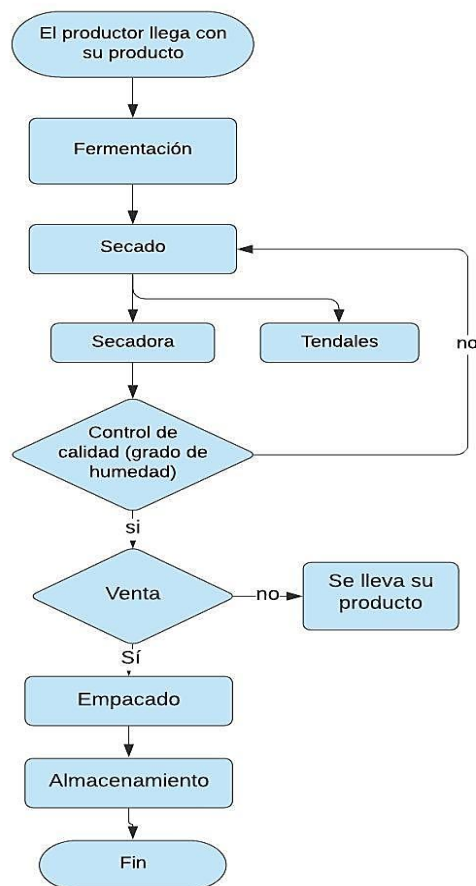 El productor llega con
su producto
Fermentación
Secado
Secadora
Tendales
no
Control de
calidad (grado de
humedad)
si
Venta
no
Se lleva su
producto
Sí
Empacado
Almacenamiento
Fin